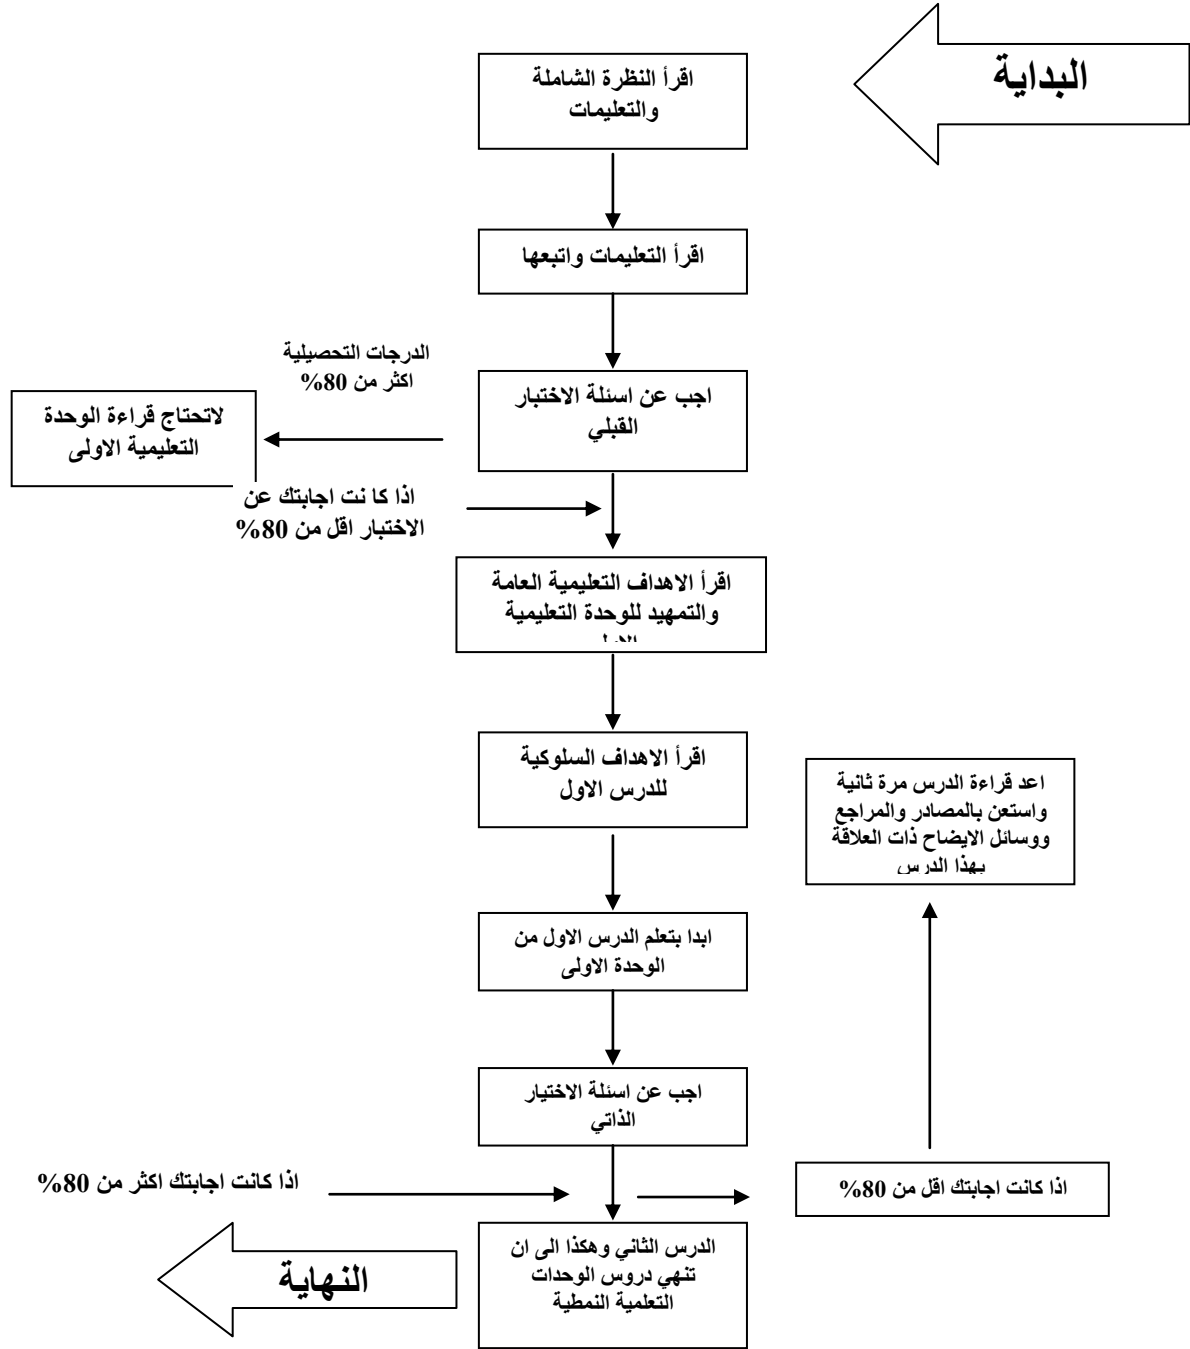 البداية
اقرأ النظرة الشاملة
والتعليمات
اقرأ التعليمات واتبعها
الدرجات التحصيلية
اكثر من 80%
اجب عن اسئلة الاختبار
القبلي
لاتحتاج قراءة الوحدة
التعليمية الاولى
اذا كا نت اجابتك عن
الاختبار اقل من 80%
اقرأ الاهداف التعليمية العامة
والتمهيد للوحدة التعليمية
اقرأ الاهداف السلوكية
للدرس الاول
اعد قراءة الدرس مرة ثانية
واستعن بالمصادر والمراجع
ووسائل الايضاح ذات العلاقة
بهذا الدرس
ابدا بتعلم الدرس الاول من
الوحدة الاولى
اجب عن اسئلة الاختيار
الذاتي
اذا كانت اجابتك اكثر من 80%
اذا كانت اجابتك اقل من 80%
الدرس الثاني وهكذا الى ان
تنهي دروس الوحدات
التعلمية النمطية
النهاية